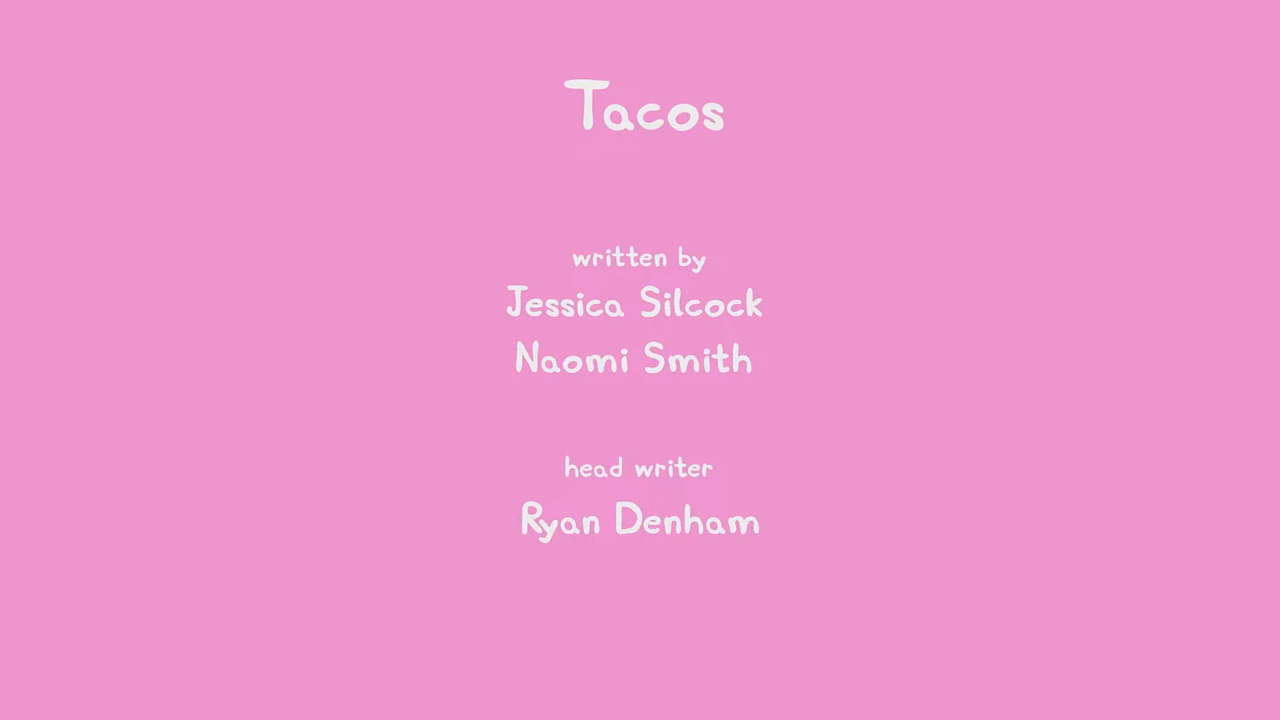 Tacos
written by
Jessica Silcock
Naomi Smith
head writer
Ryan Denham